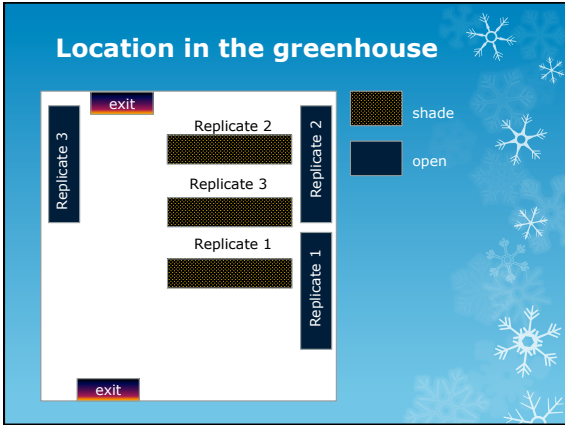 Location in the greenhouse
exit
Replicate 3
Replicate 2
Replicate 2
shade
open
Replicate 3
Replicate 1
Replicate 1
exit